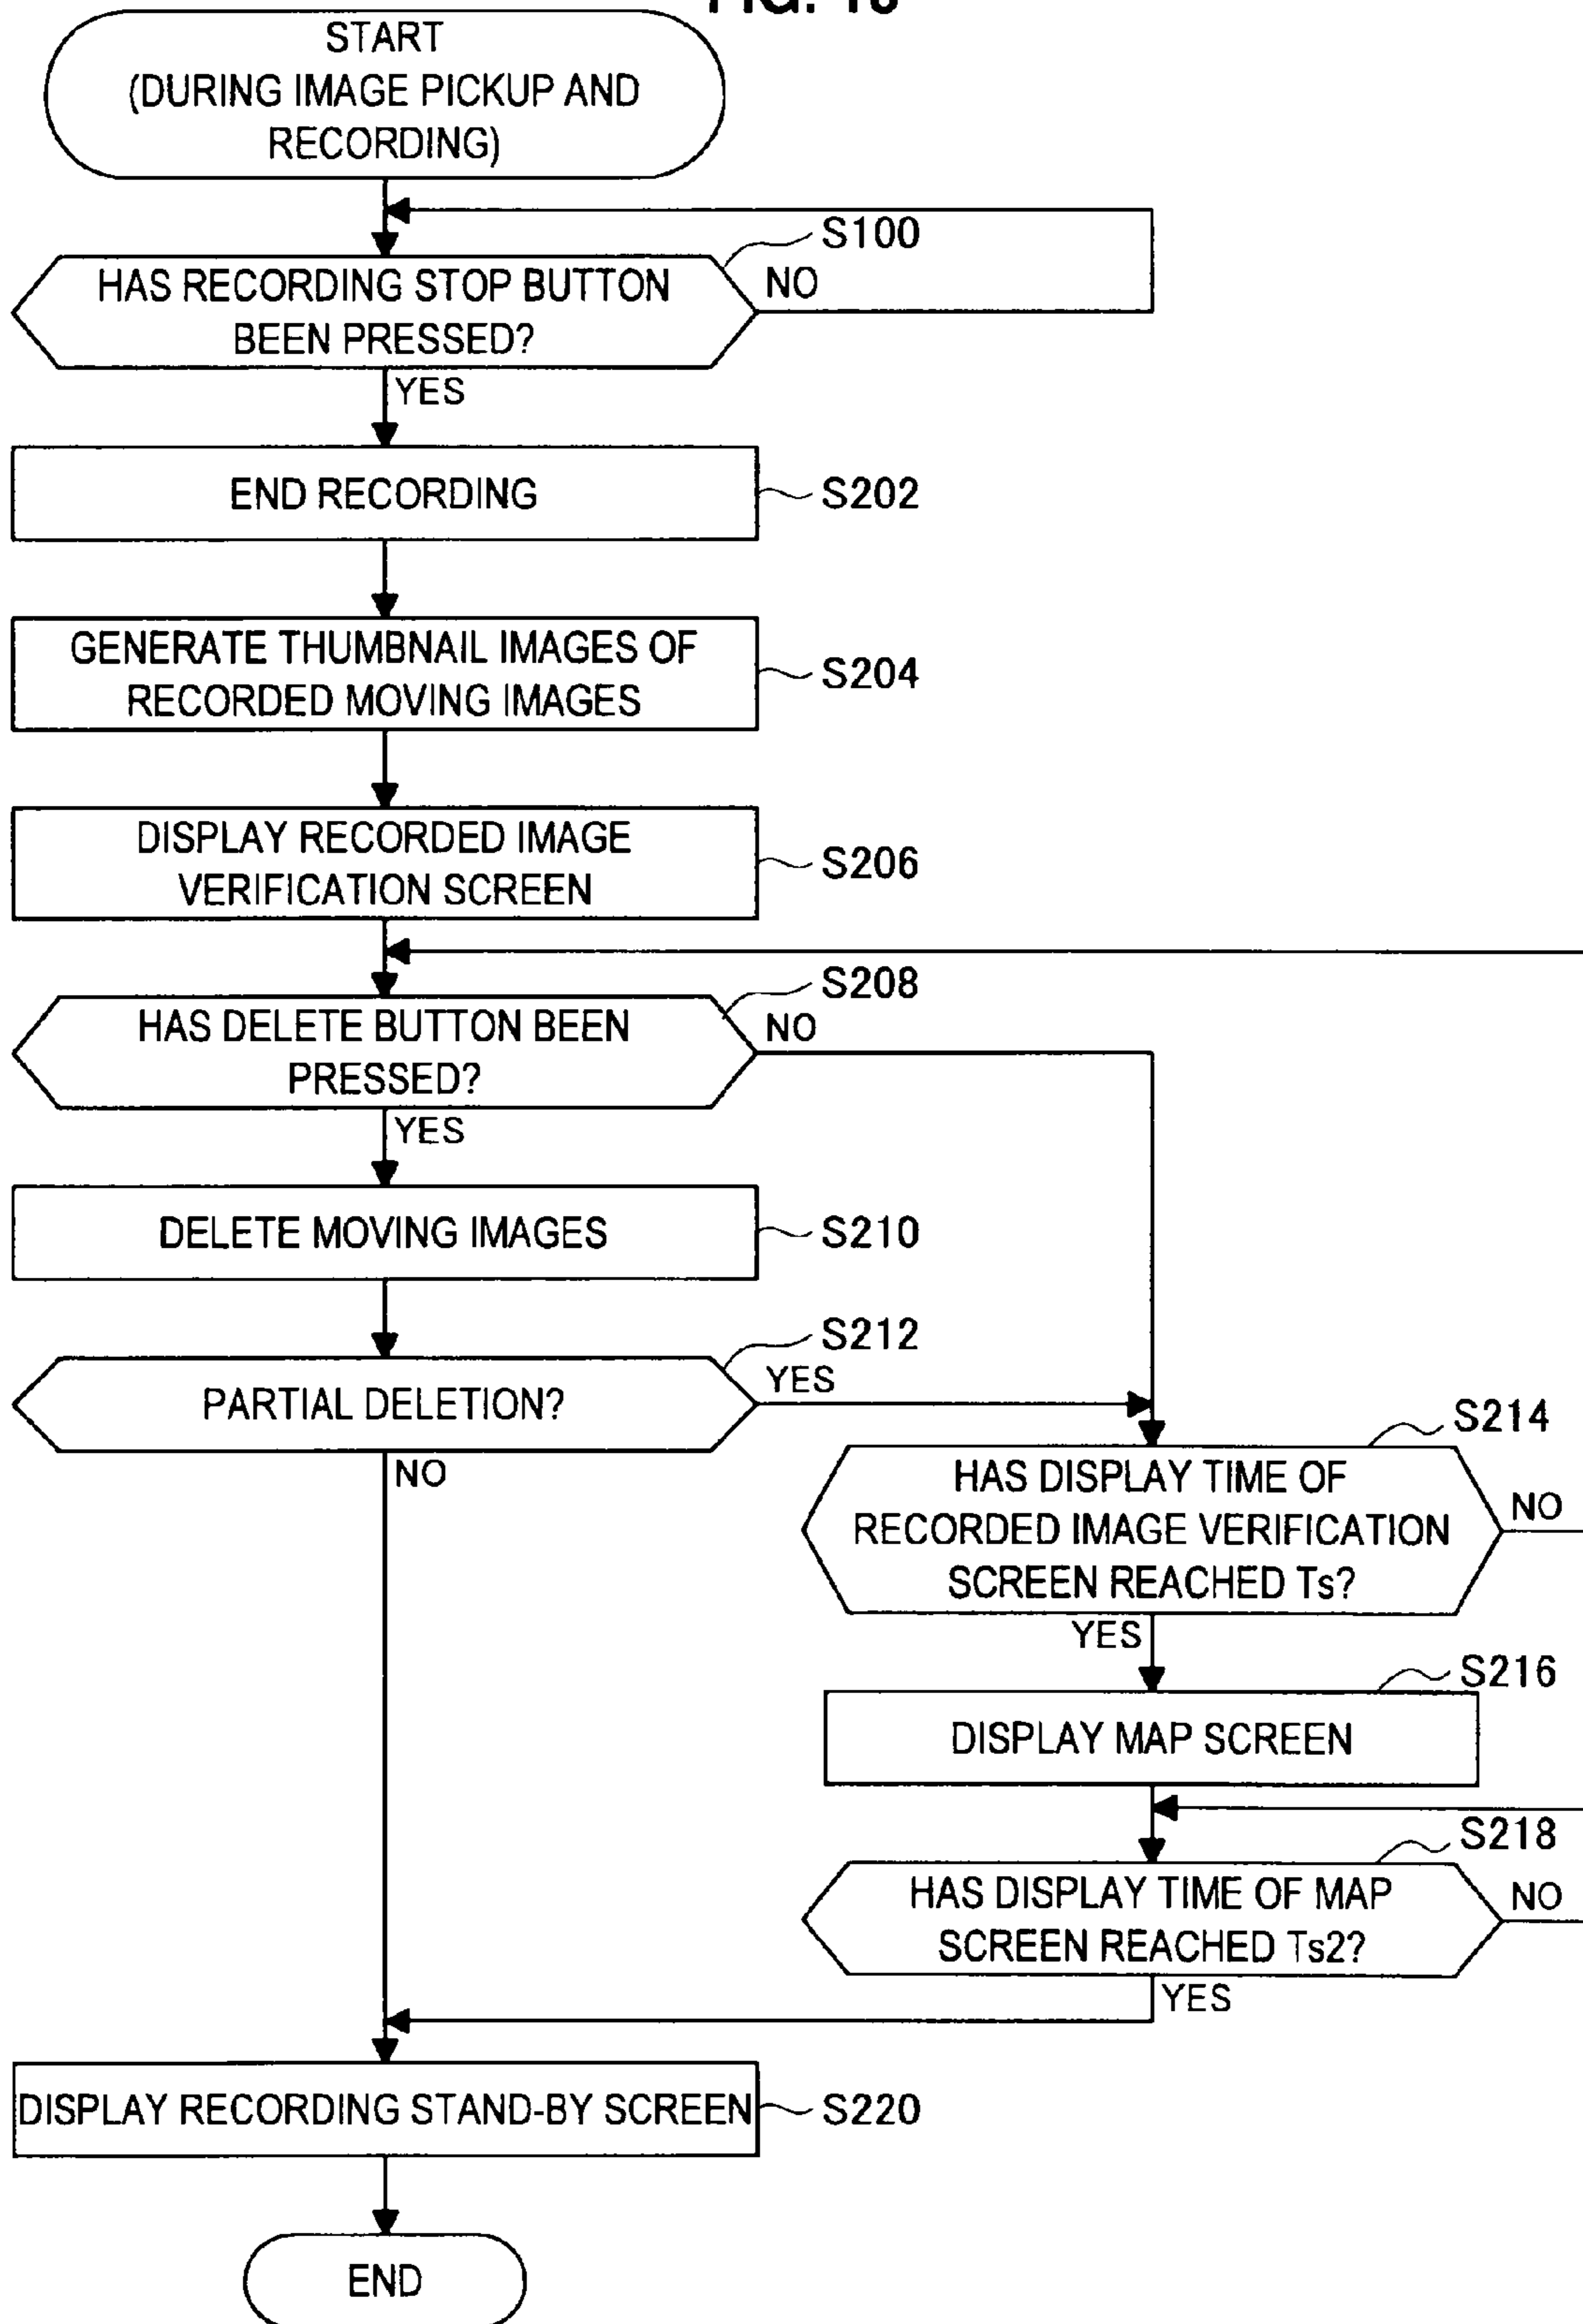 START
(DURING IMAGE PICKUP AND
RECORDING)
S100
HAS RECORDING STOP BUTTON
BEEN PRESSED?
NO
YES
END RECORDING
S202
GENERATE THUMBNAIL IMAGES OF
RECORDED MOVING IMAGES
S204
DISPLAY RECORDED IMAGE
VERIFICATION SCREEN
S206
S208
HAS DELETE BUTTON BEEN
PRESSED?
NO
YES
DELETE MOVING IMAGES
S210
S212
PARTIAL DELETION?
YES
NO
S214
HAS DISPLAY TIME OF
RECORDED IMAGE VERIFICATION
SCREEN REACHED Ts?
NO
YES
S216
DISPLAY MAP SCREEN
S218
HAS DISPLAY TIME OF MAP
SCREEN REACHED Ts2?
NO
YES
DISPLAY RECORDING STAND-BY SCREEN
S220
END